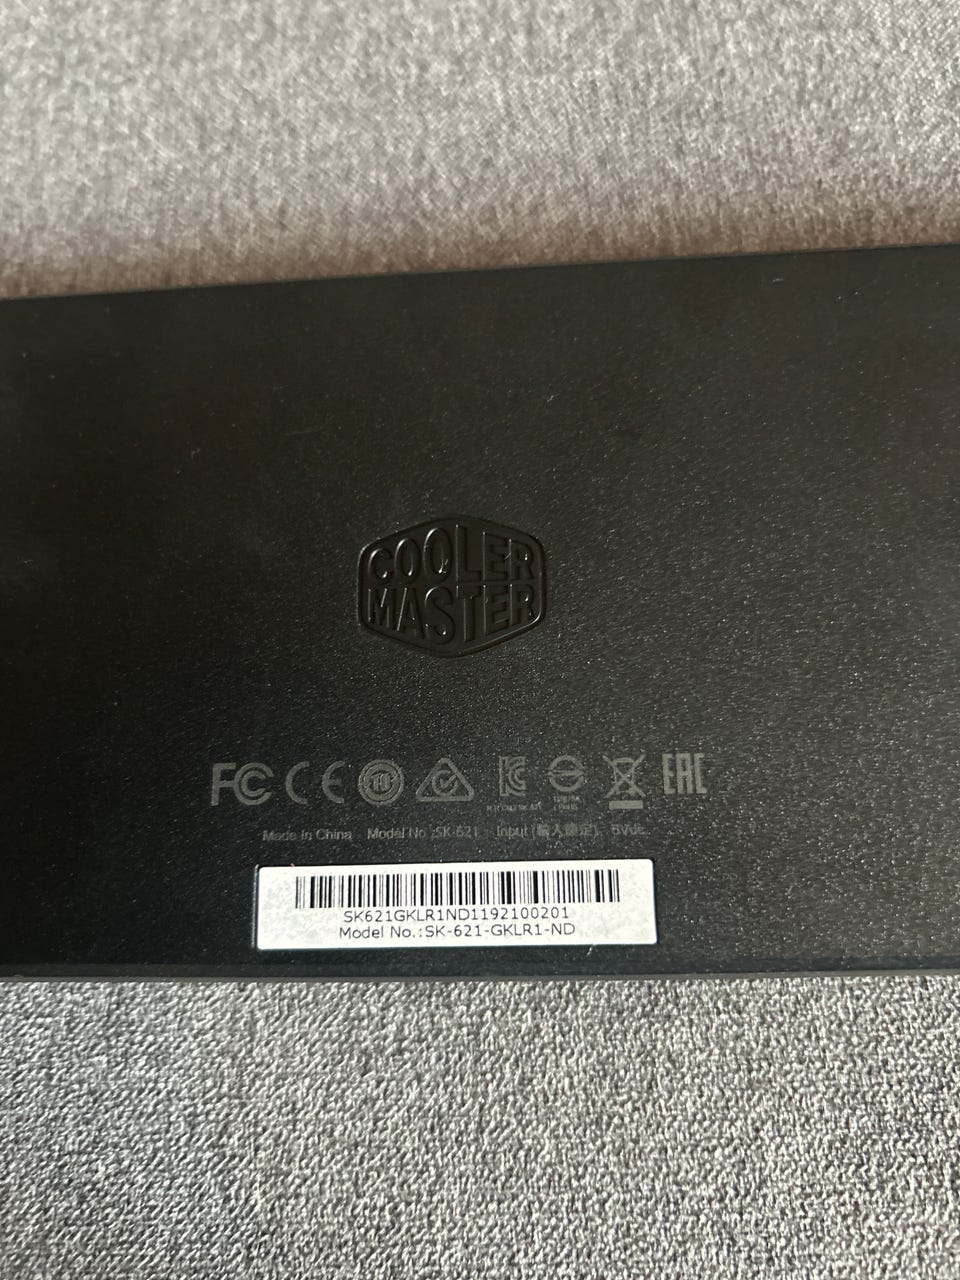 COOLER
MASTER
FC CE 10 EAC
Made In China Model No.:SK-621 Input (輸入額定): 5Vdc
SK621GKLR1ND1192100201
Model No.:SK-621-GKLR1-ND